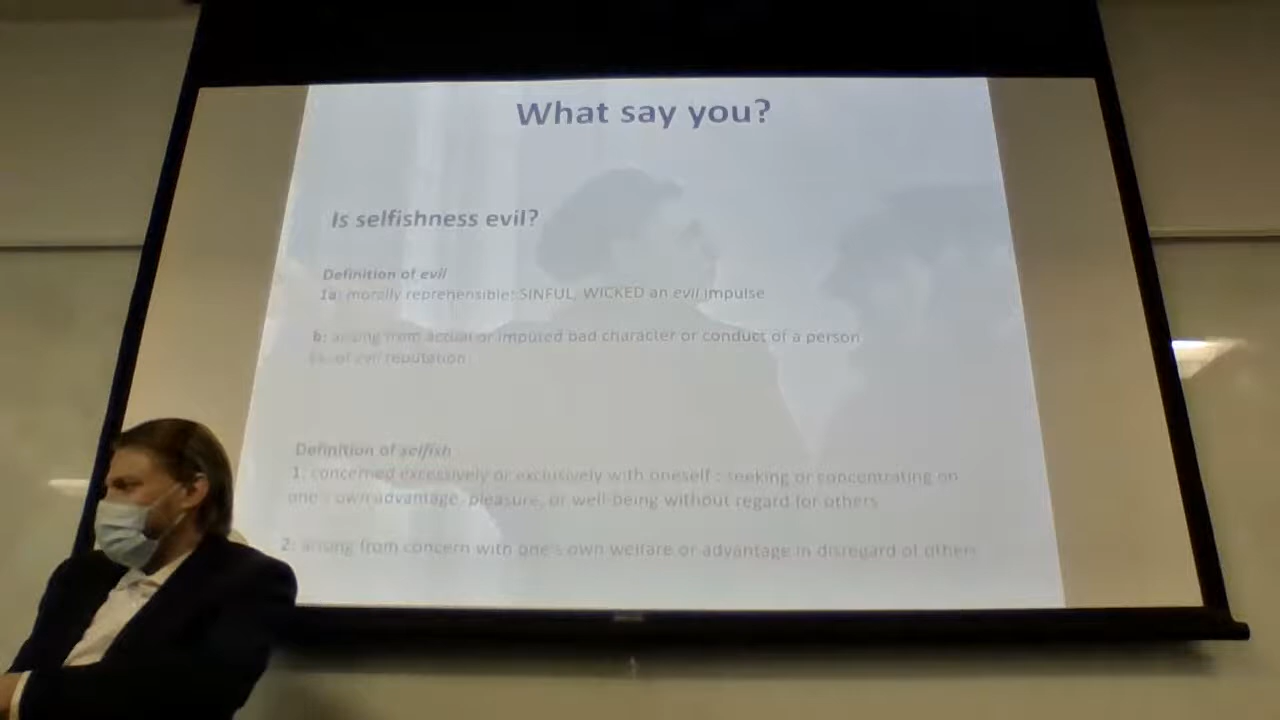 What say you?
Is selfishness evil?
Definition of evil
1a: morally reprehensible: SINFUL, WICKED an evil impulse
b: arising from actual or imputed bad character or conduct of a person
of evil reputation
Definition of selfish
1: concerned excessively or exclusively with oneself : seeking or concentrating on
one's own advantage, pleasure, or well-being without regard for others
2: arising from concern with one's own welfare or advantage in disregard of others